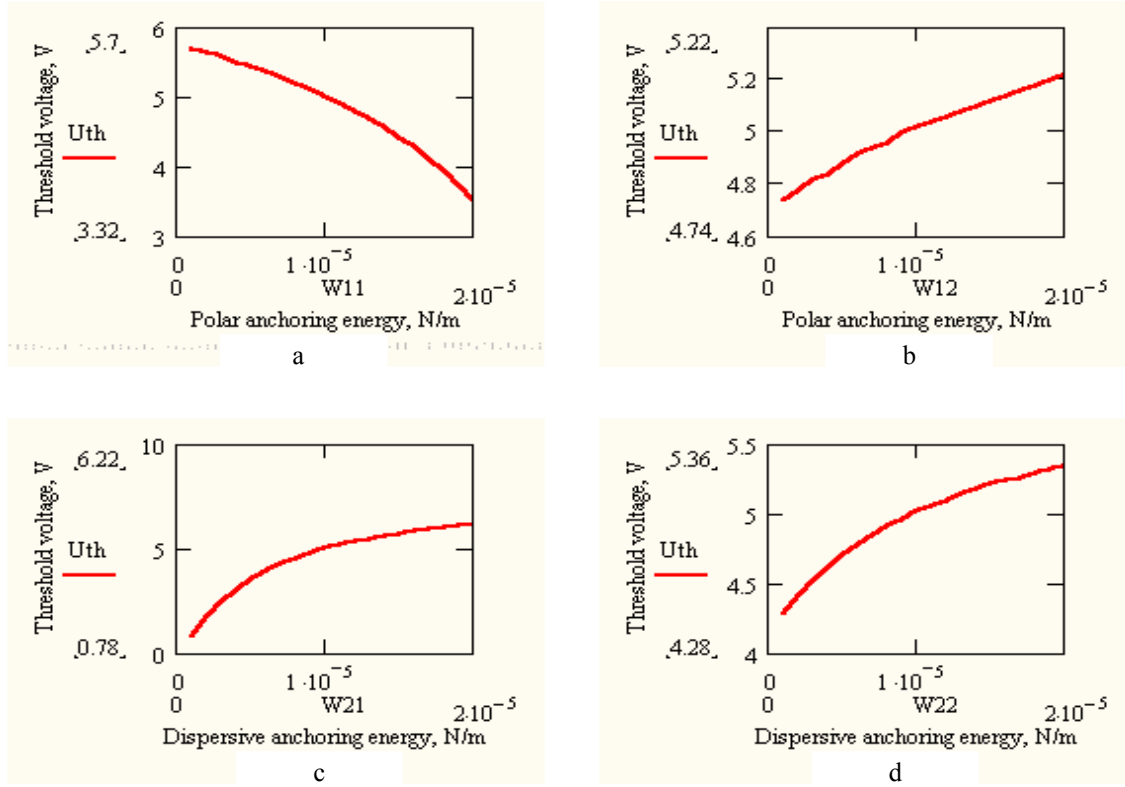 6
5.7
5
Uth
4
3.32
3
Threshold voltage, V
0
1·10⁻⁵
0
W11
2·10⁻⁵
Polar anchoring energy, N/m
a
5.22
5.2
5
Uth
4.8
4.74
4.6
Threshold voltage, V
0
1·10⁻⁵
0
W12
2·10⁻⁵
Polar anchoring energy, N/m
b
10
6.22
5
Uth
0.78
0
Threshold voltage, V
0
1·10⁻⁵
0
W21
2·10⁻⁵
Dispersive anchoring energy, N/m
c
5.5
5.36
5
Uth
4.5
4.28
4
Threshold voltage, V
0
1·10⁻⁵
0
W22
2·10⁻⁵
Dispersive anchoring energy, N/m
d